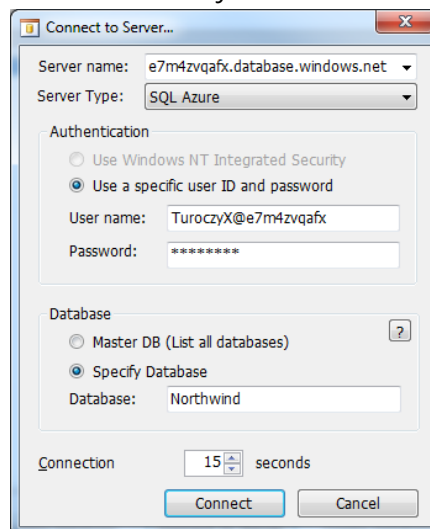 Connect to Server...
Server name: e7m4zvqafx.database.windows.net
Server Type: SQL Azure
Authentication
Use Windows NT Integrated Security
Use a specific user ID and password
User name: TuroczyX@e7m4zvqafx
Password: ********
Database
?
Master DB (List all databases)
Specify Database
Database: Northwind
Connection 15 seconds
Connect Cancel